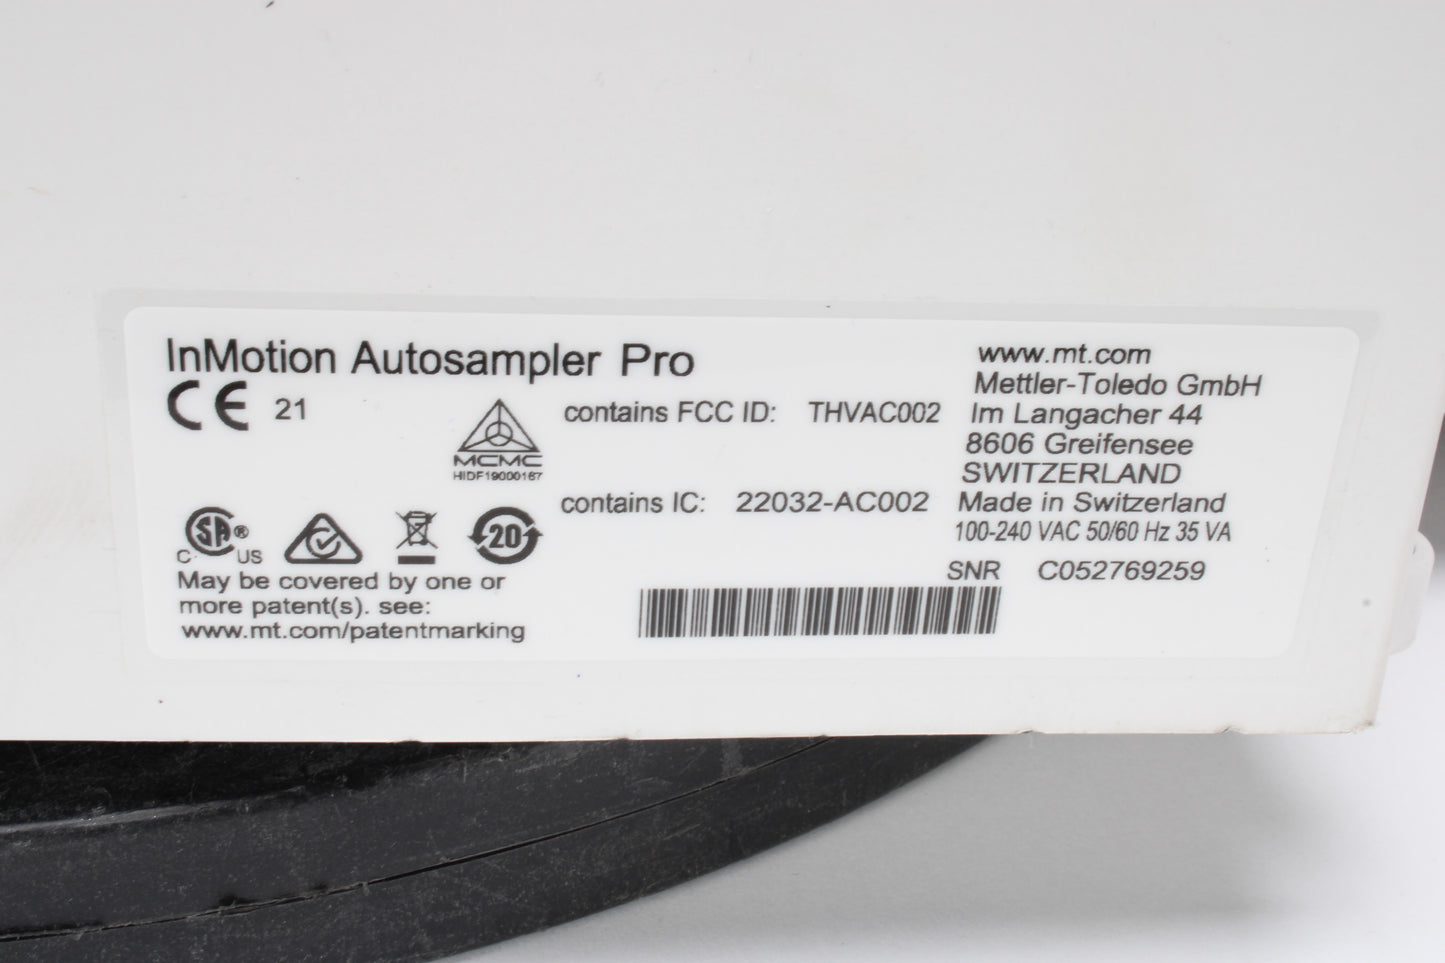 InMotion Autosampler Pro
CE 21
MCMC
HIDF19000167
contains FCC ID: THVAC002
contains IC: 22032-AC002
www.mt.com
Mettler-Toledo GmbH
Im Langacher 44
8606 Greifensee
SWITZERLAND
Made in Switzerland
100-240 VAC 50/60 Hz 35 VA
SNR C052769259
SA ®
C US
20
May be covered by one or
more patent(s). see:
www.mt.com/patentmarking